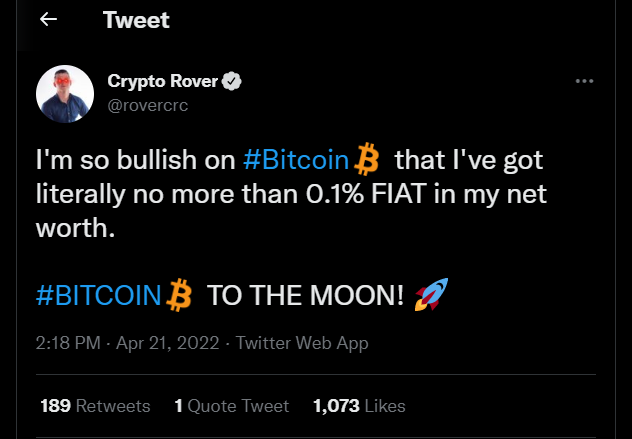 Tweet
Crypto Rover
@rovercrc
I'm so bullish on #Bitcoin that I've got
literally no more than 0.1% FIAT in my net
worth.
#BITCOIN TO THE MOON! 🚀
2:18 PM · Apr 21, 2022 · Twitter Web App
189 Retweets 1 Quote Tweet 1,073 Likes